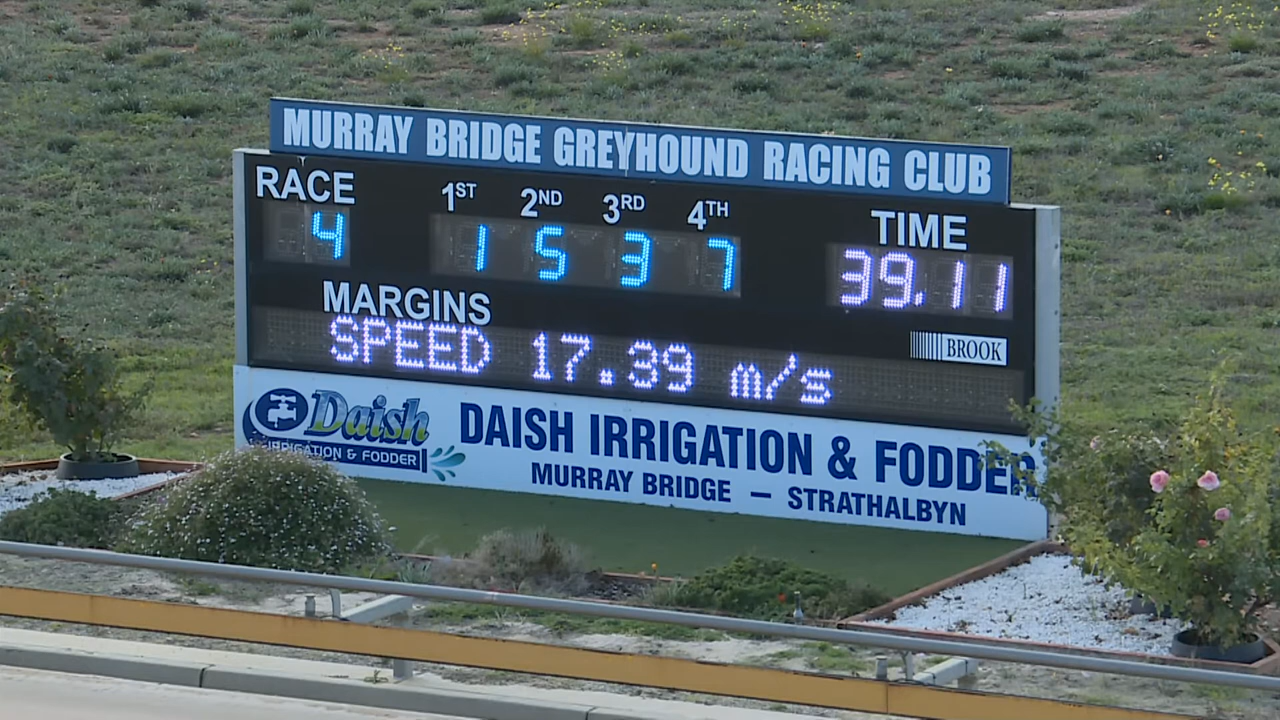 MURRAY BRIDGE GREYHOUND RACING CLUB
RACE 1ST 2ND 3RD 4TH TIME
4 1 5 3 7 39.11
MARGINS
BROOK
SPEED 17.39 m/s
Daish
IRRIGATION & FODDER
DAISH IRRIGATION & FODDER
MURRAY BRIDGE – STRATHALBYN